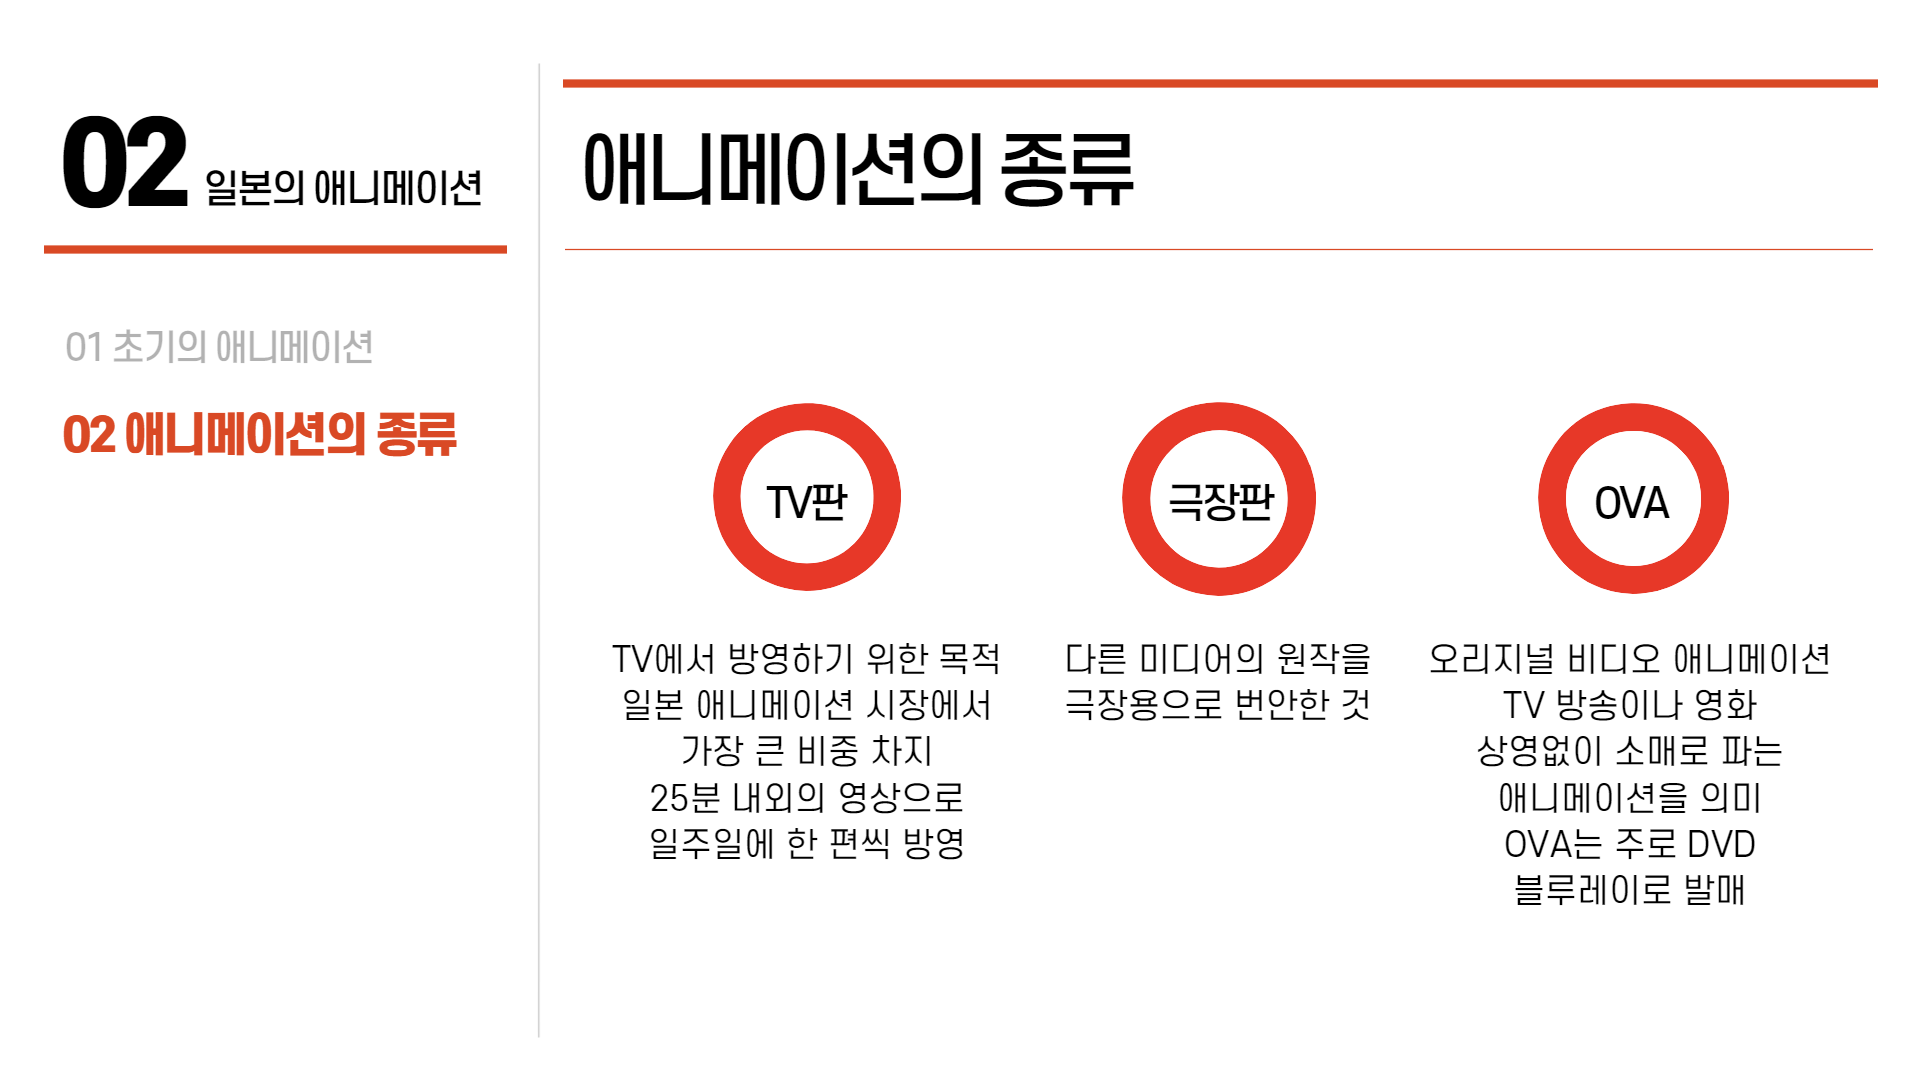 02 일본의 애니메이션
01 초기의 애니메이션
02 애니메이션의 종류
애니메이션의 종류
TV판
TV에서 방영하기 위한 목적
일본 애니메이션 시장에서
가장 큰 비중 차지
25분 내외의 영상으로
일주일에 한 편씩 방영
극장판
다른 미디어의 원작을
극장용으로 번안한 것
OVA
오리지널 비디오 애니메이션
TV 방송이나 영화
상영없이 소매로 파는
애니메이션을 의미
OVA는 주로 DVD
블루레이로 발매